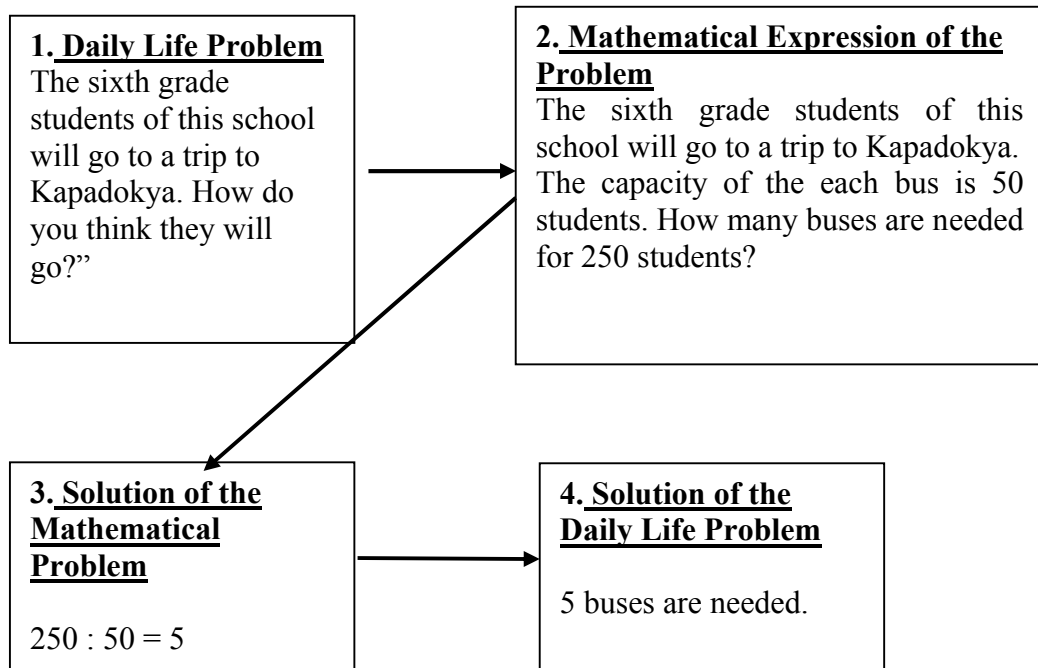 1. Daily Life Problem
The sixth grade
students of this school
will go to a trip to
Kapadokya. How do
you think they will
go?”
2. Mathematical Expression of the
Problem
The sixth grade students of this
school will go to a trip to Kapadokya.
The capacity of the each bus is 50
students. How many buses are needed
for 250 students?
3. Solution of the
Mathematical
Problem
250 : 50 = 5
4. Solution of the
Daily Life Problem
5 buses are needed.